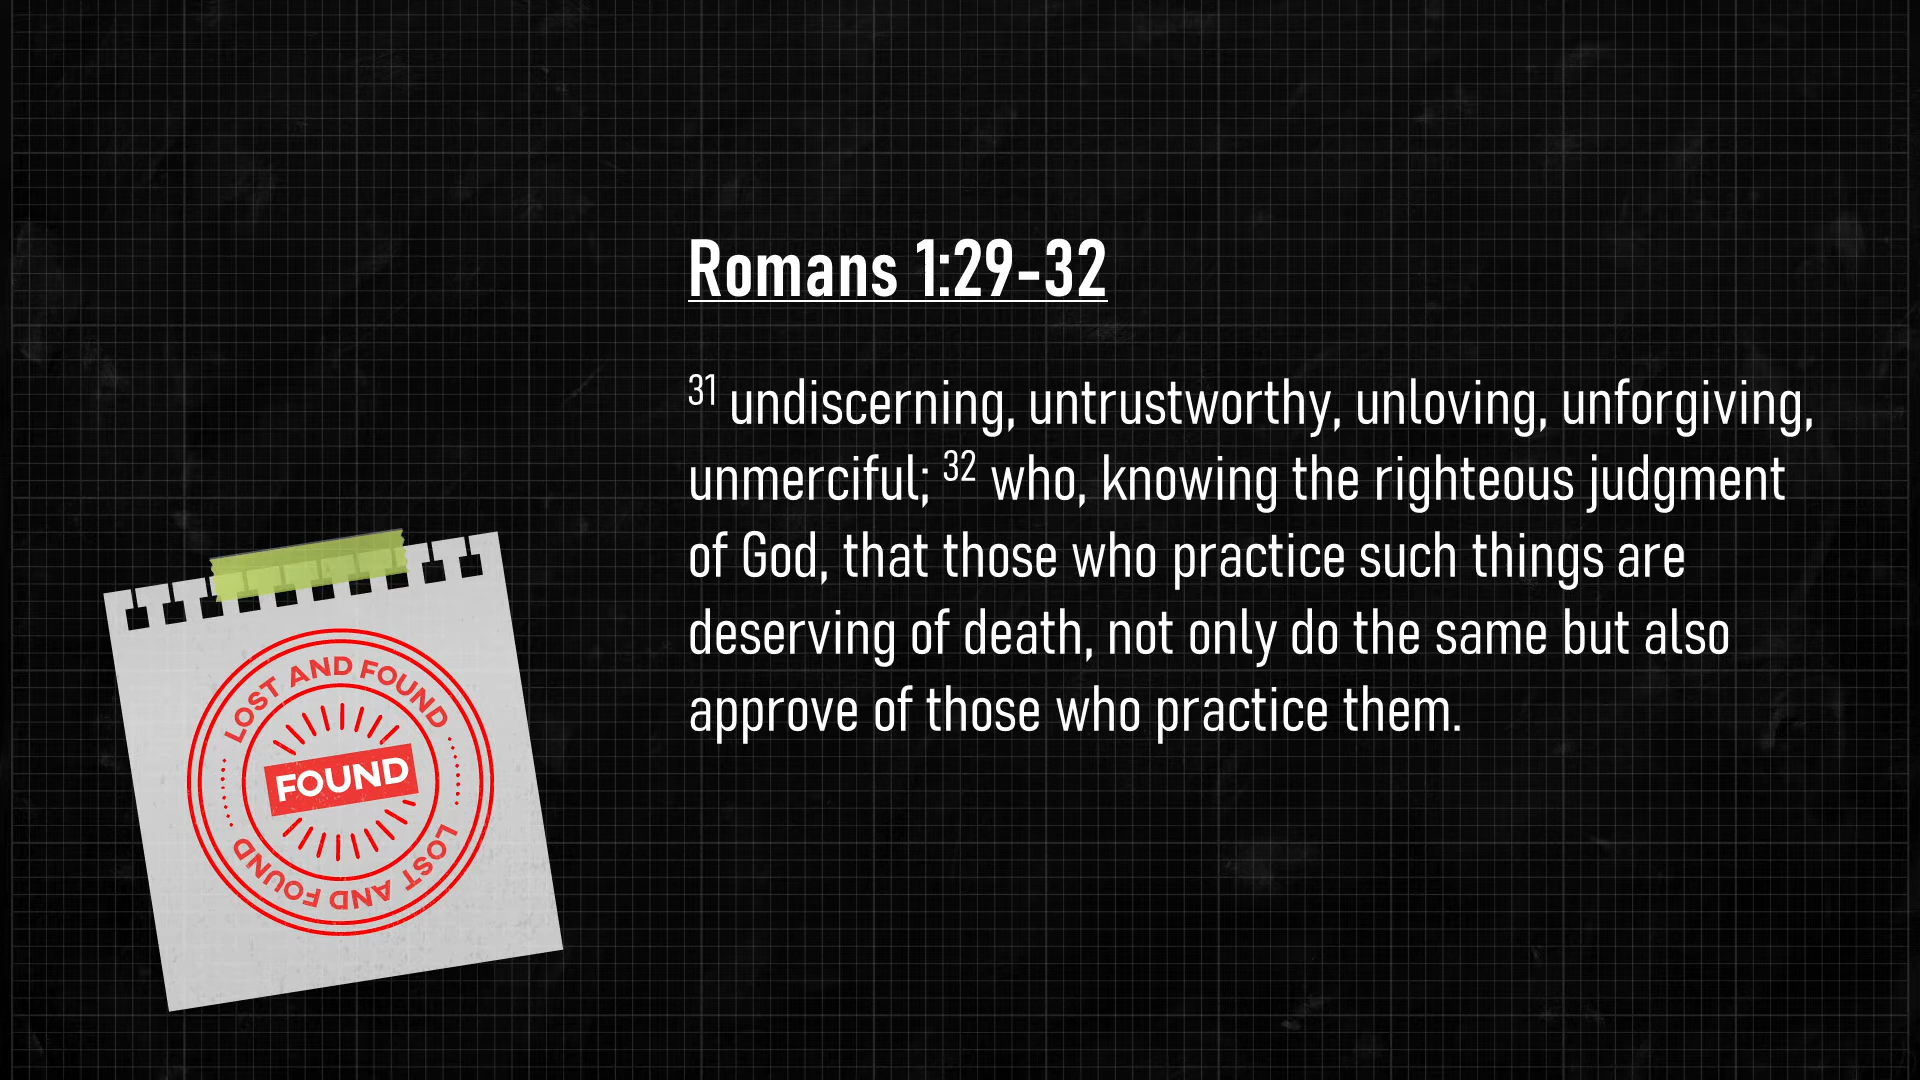 Romans 1:29-32
31 undiscerning, untrustworthy, unloving, unforgiving,
unmerciful; 32 who, knowing the righteous judgment
of God, that those who practice such things are
deserving of death, not only do the same but also
approve of those who practice them.
LOST AND FOUND
FOUND
LOST AND FOUND